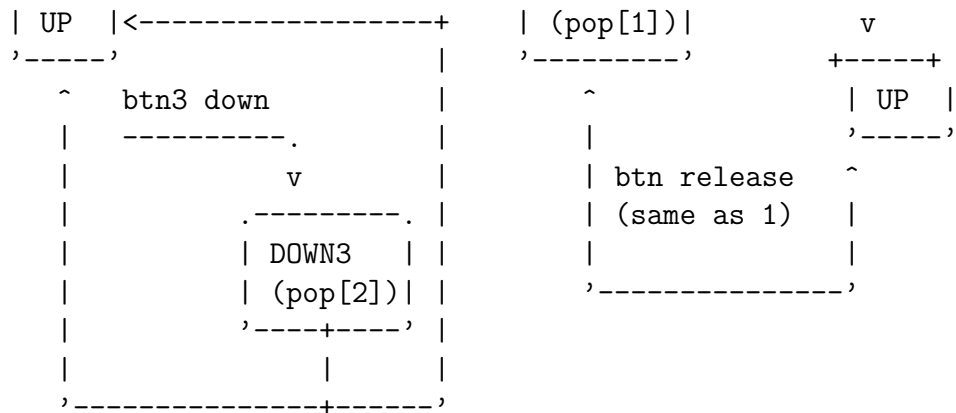 | UP  |<------------------+    | (pop[1])|         v
’-----’                   |    ’---------’      +-----+
   ^   btn3 down          |        ^            | UP  |
   |   ----------.        |        |            ’-----’
   |             v        |        | btn release   ^
   |          .---------. |        | (same as 1)   |
   |          | DOWN3   | |        |               |
   |          | (pop[2])| |        ’---------------’
   |          ’----+----’ |
   |               |      |
   ’---------------+------’